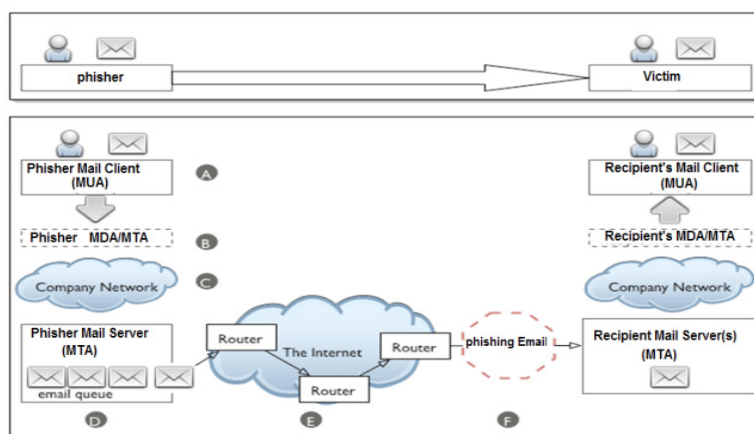 phisher
Victim
Phisher Mail Client
(MUA)
A
Recipient's Mail Client
(MUA)
Phisher MDA/MTA
B
Recipient's MDA/MTA
Company Network
C
Company Network
Phisher Mail Server
(MTA)
email queue
Router
The Internet
Router
Router
phishing Email
Recipient Mail Server(s)
(MTA)
D
E
F